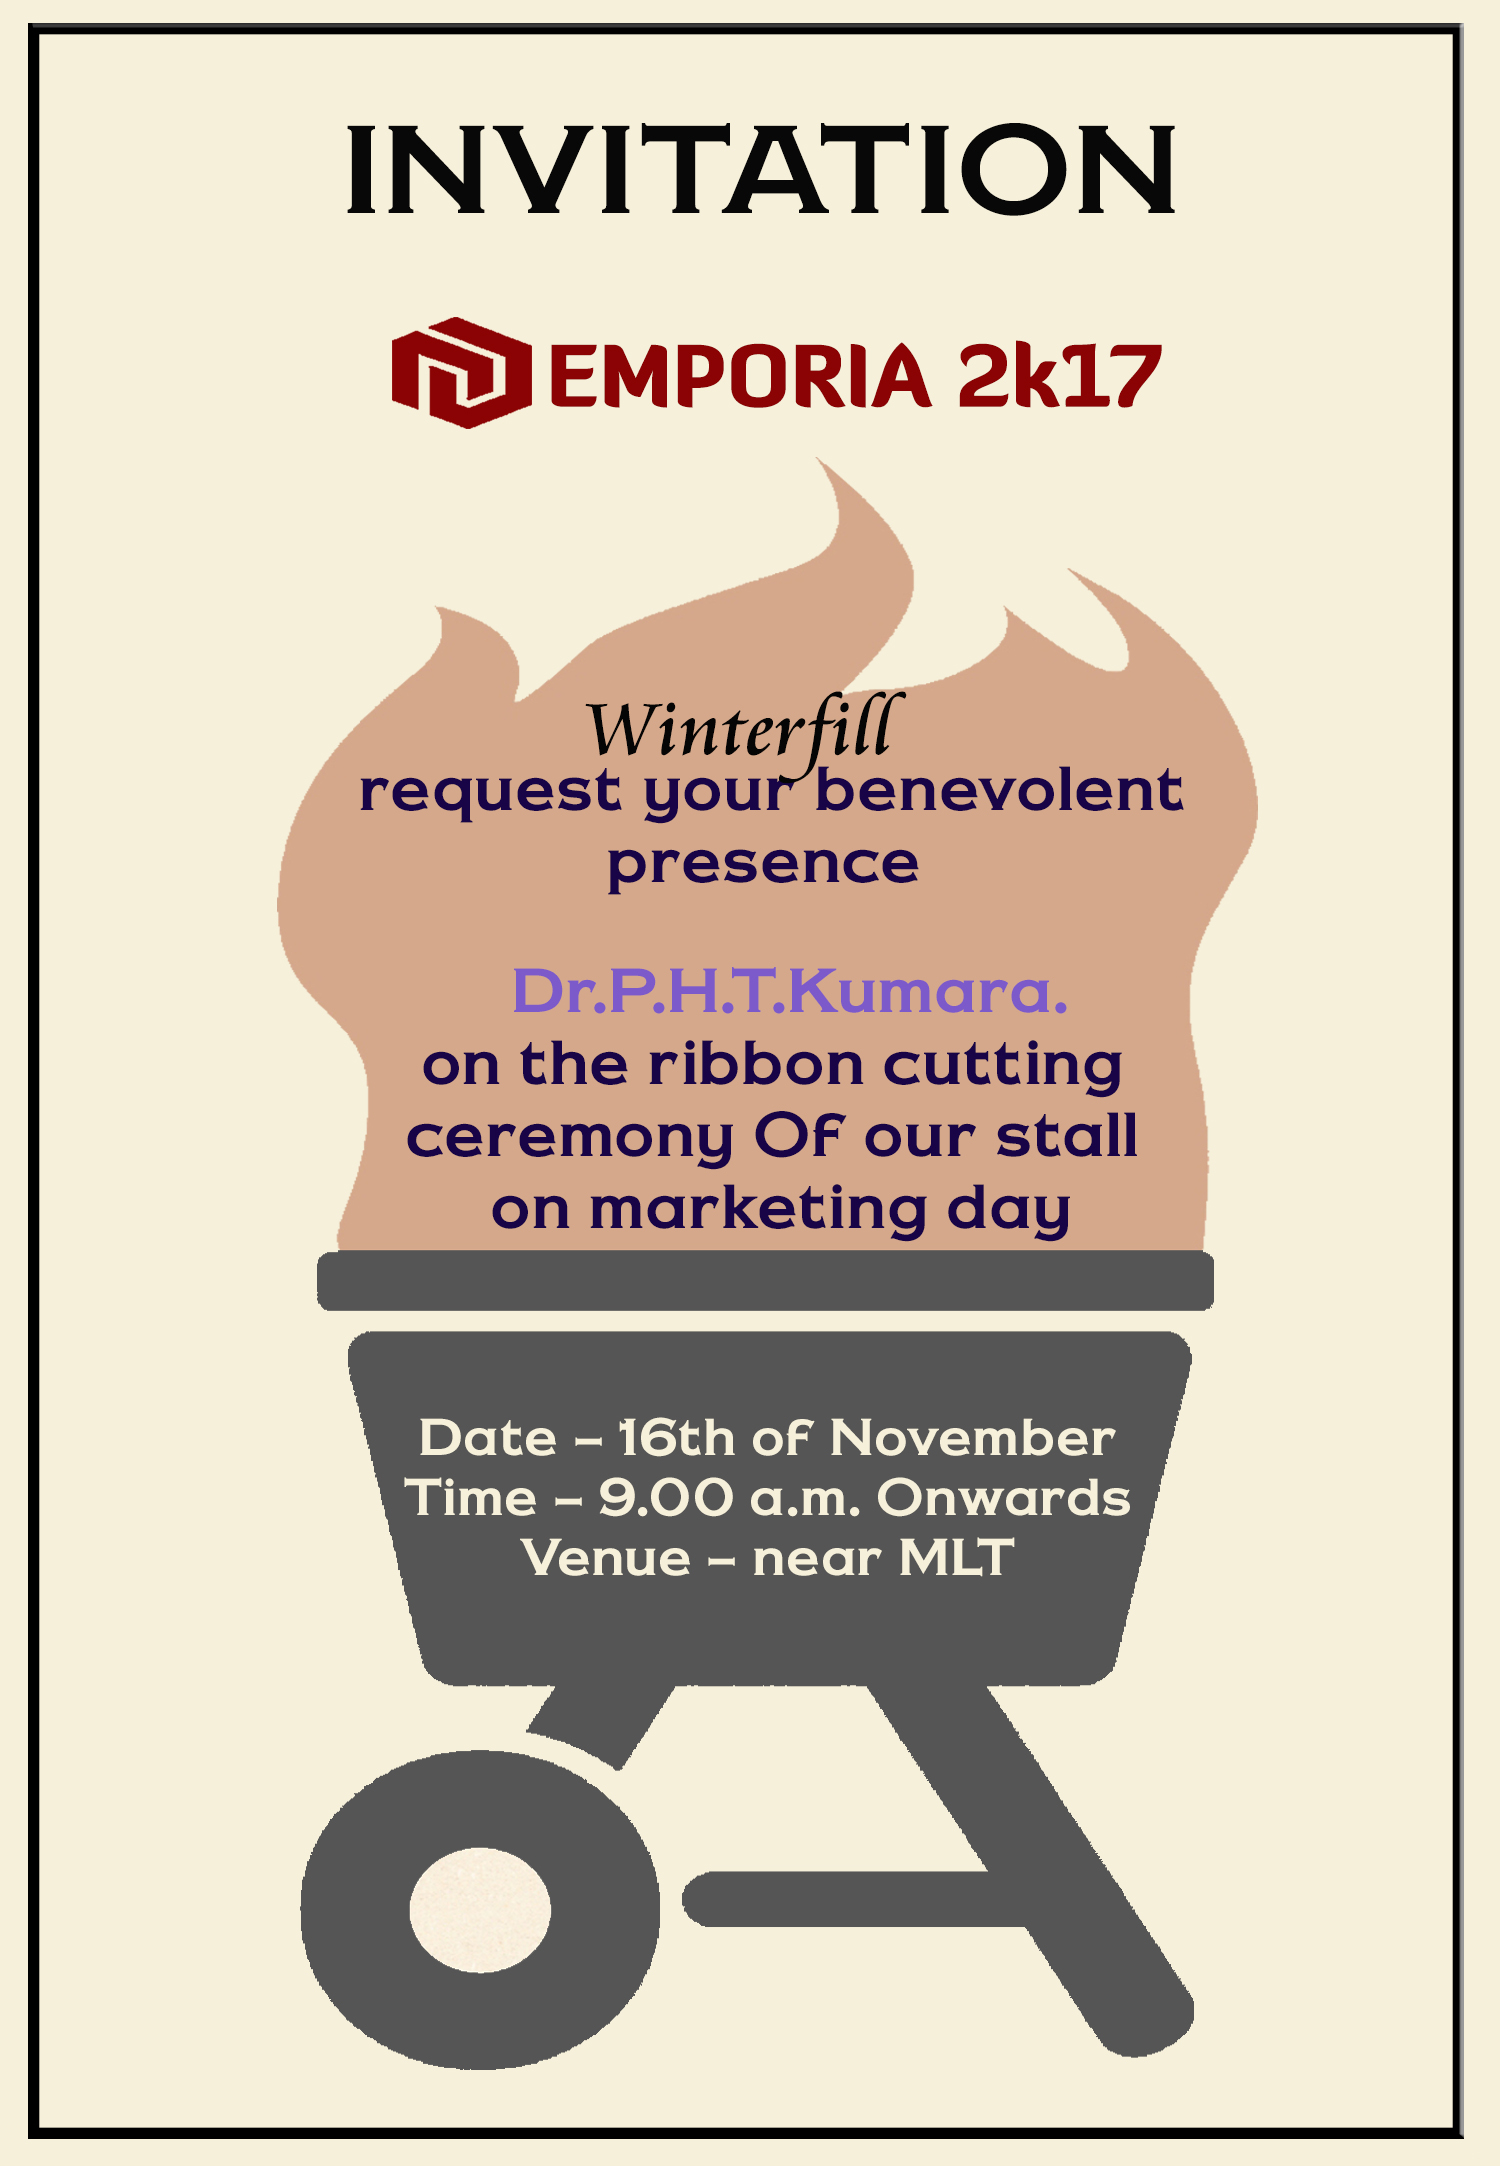 INVITATION
EMPORIA 2k17
Winterfill
request your benevolent
presence
Dr.P.H.T.Kumara.
on the ribbon cutting
ceremony Of our stall
on marketing day
Date – 16th of November
Time – 9.00 a.m. Onwards
Venue – near MLT